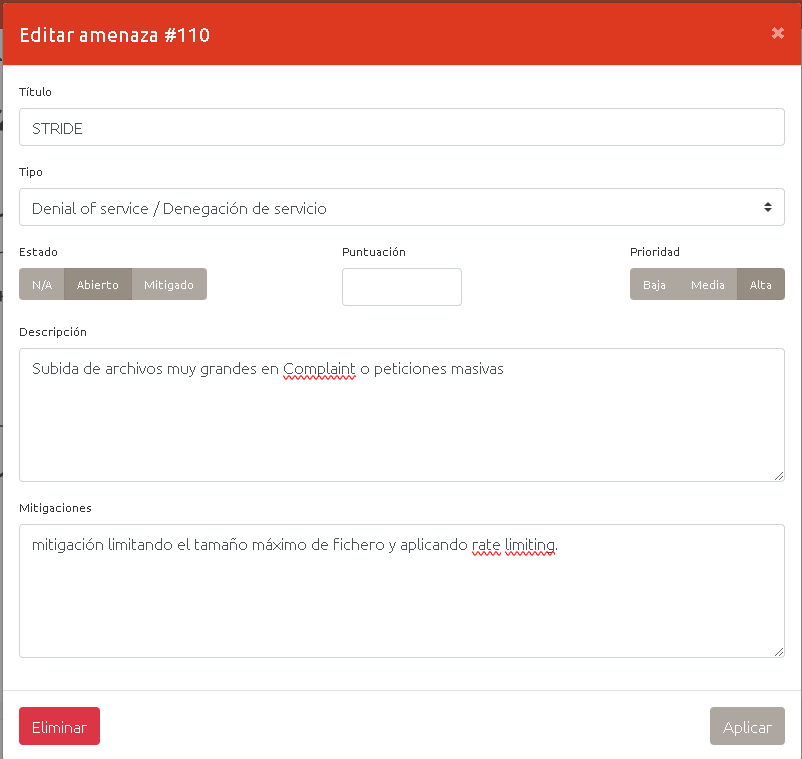 Editar amenaza #110
Título
STRIDE
Tipo
Denial of service / Denegación de servicio
Estado Puntuación Prioridad
N/A Abierto Mitigado Baja Media Alta
Descripción
Subida de archivos muy grandes en Complaint o peticiones masivas
Mitigaciones
mitigación limitando el tamaño máximo de fichero y aplicando rate limiting.
Eliminar Aplicar